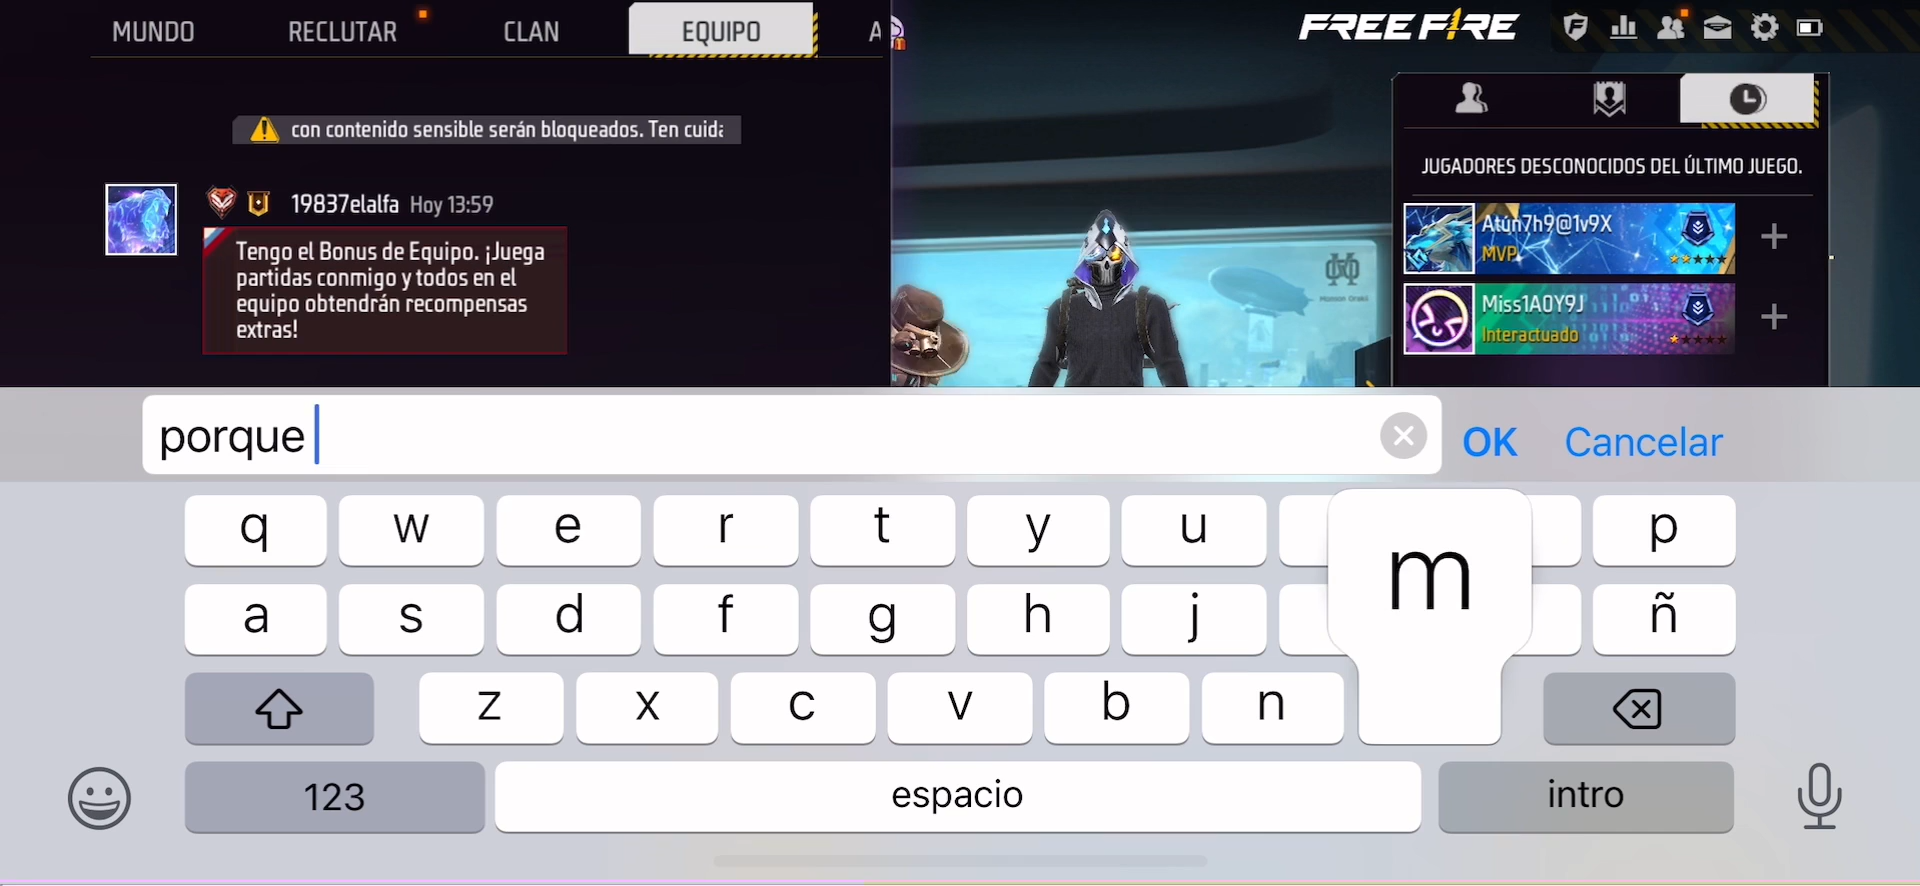 MUNDO RECLUTAR CLAN EQUIPO A
FREE FIRE
con contenido sensible serán bloqueados. Ten cuida
19837elalfa Hoy 13:59
Tengo el Bonus de Equipo. ¡Juega
partidas conmigo y todos en el
equipo obtendrán recompensas
extras!
JUGADORES DESCONOCIDOS DEL ÚLTIMO JUEGO.
Atún7h9@1v9X
MVP
Miss1A0Y9J
Interactuado
porque
OK Cancelar
q w e r t y u p
m
a s d f g h j ñ
z x c v b n
123 espacio intro